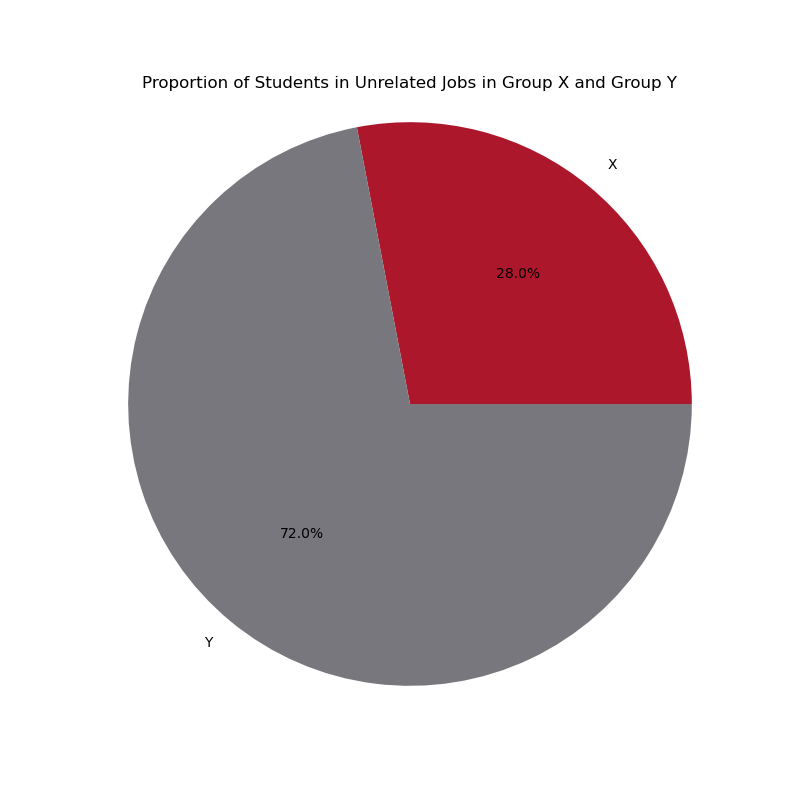 Proportion of Students in Unrelated Jobs in Group X and Group Y
X
28.0%
72.0%
Y